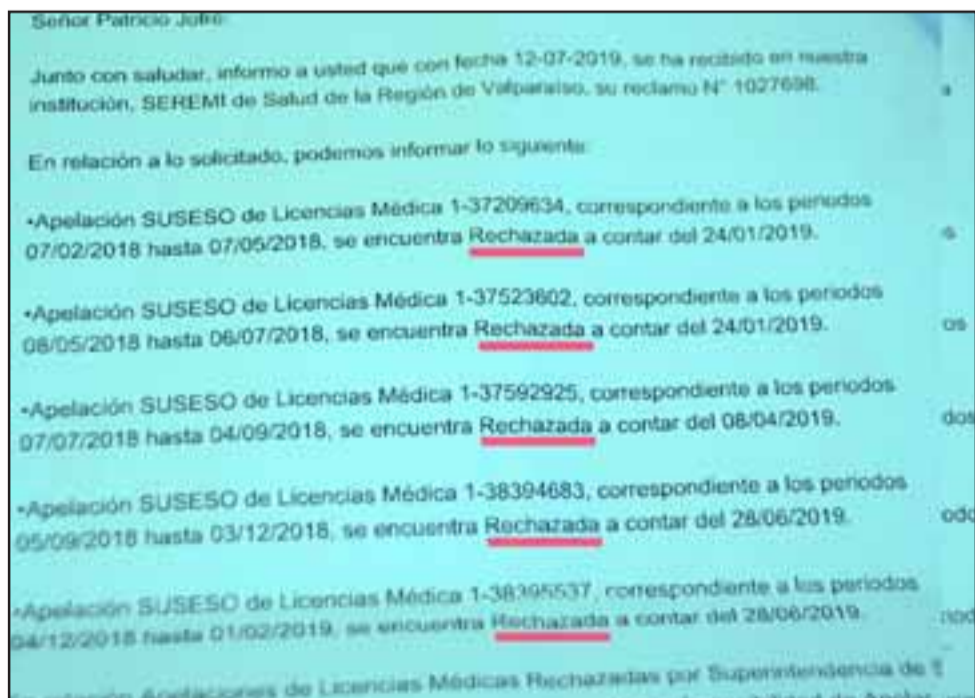 Señor Patricio Jofré:
Junto con saludar, informo a usted que con fecha 12-07-2019, se ha recibido en nuestra
institución, SEREMI de Salud de la Región de Valparaíso, su reclamo N° 1027698.
En relación a lo solicitado, podemos informar lo siguiente:
•Apelación SUSESO de Licencias Médica 1-37209634, correspondiente a los periodos
07/02/2018 hasta 07/05/2018, se encuentra Rechazada a contar del 24/01/2019.
•Apelación SUSESO de Licencias Médica 1-37523602, correspondiente a los periodos
08/05/2018 hasta 06/07/2018, se encuentra Rechazada a contar del 24/01/2019.
os
•Apelación SUSESO de Licencias Médica 1-37592925, correspondiente a los periodos
07/07/2018 hasta 04/09/2018, se encuentra Rechazada a contar del 08/04/2019.
dos
•Apelación SUSESO de Licencias Médica 1-38394683, correspondiente a los periodos
05/09/2018 hasta 03/12/2018, se encuentra Rechazada a contar del 28/06/2019.
odo
•Apelación SUSESO de Licencias Médica 1-38395537, correspondiente a los periodos
04/12/2018 hasta 01/02/2019, se encuentra Rechazada a contar del 28/06/2019.
Apelaciones de Licencias Médicas Rechazadas por Superintendencia de S